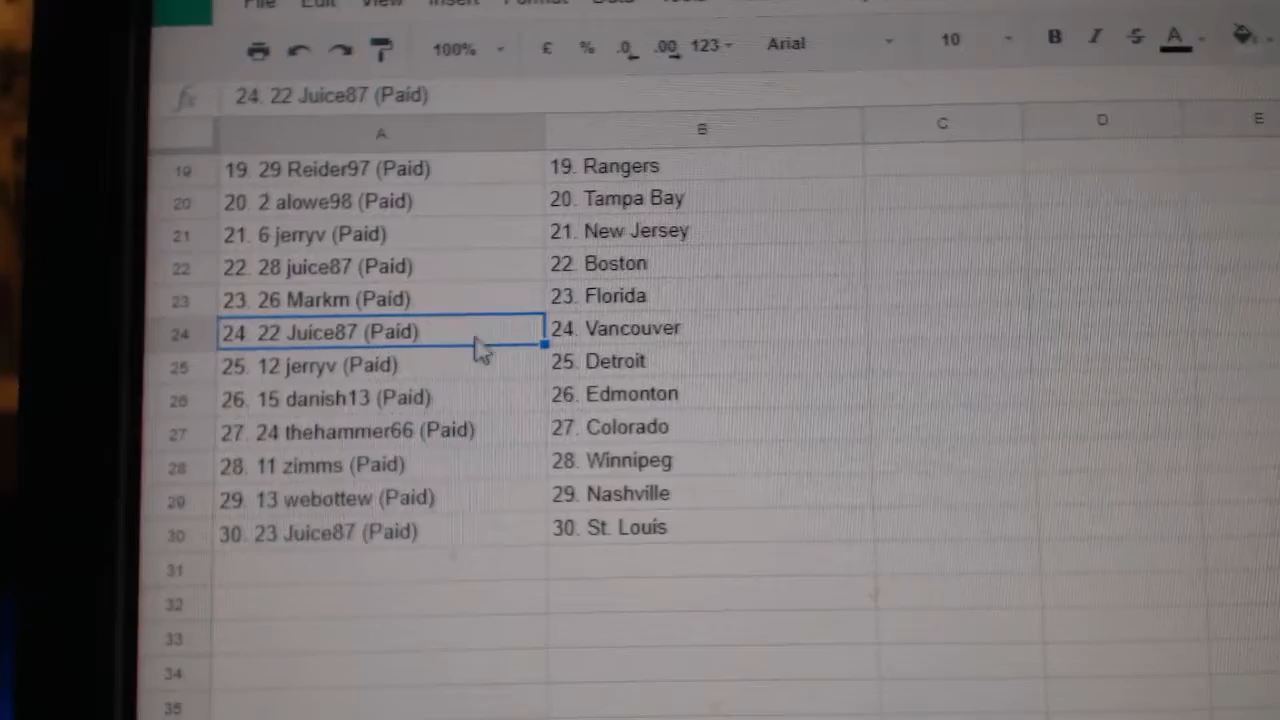 File Edit View Insert Format Data Tools
100% £ % .0 .00 123 Arial 10 B I S A
fx 24. 22 Juice87 (Paid)
A B C D E
19 19. 29 Reider97 (Paid) 19. Rangers
20 20. 2 alowe98 (Paid) 20. Tampa Bay
21 21. 6 jerryv (Paid) 21. New Jersey
22 22. 28 juice87 (Paid) 22. Boston
23 23. 26 Markm (Paid) 23. Florida
24 24. 22 Juice87 (Paid) 24. Vancouver
25 25. 12 jerryv (Paid) 25. Detroit
26 26. 15 danish13 (Paid) 26. Edmonton
27 27. 24 thehammer66 (Paid) 27. Colorado
28 28. 11 zimms (Paid) 28. Winnipeg
29 29. 13 webottew (Paid) 29. Nashville
30 30. 23 Juice87 (Paid) 30. St. Louis
31
32
33
34
35